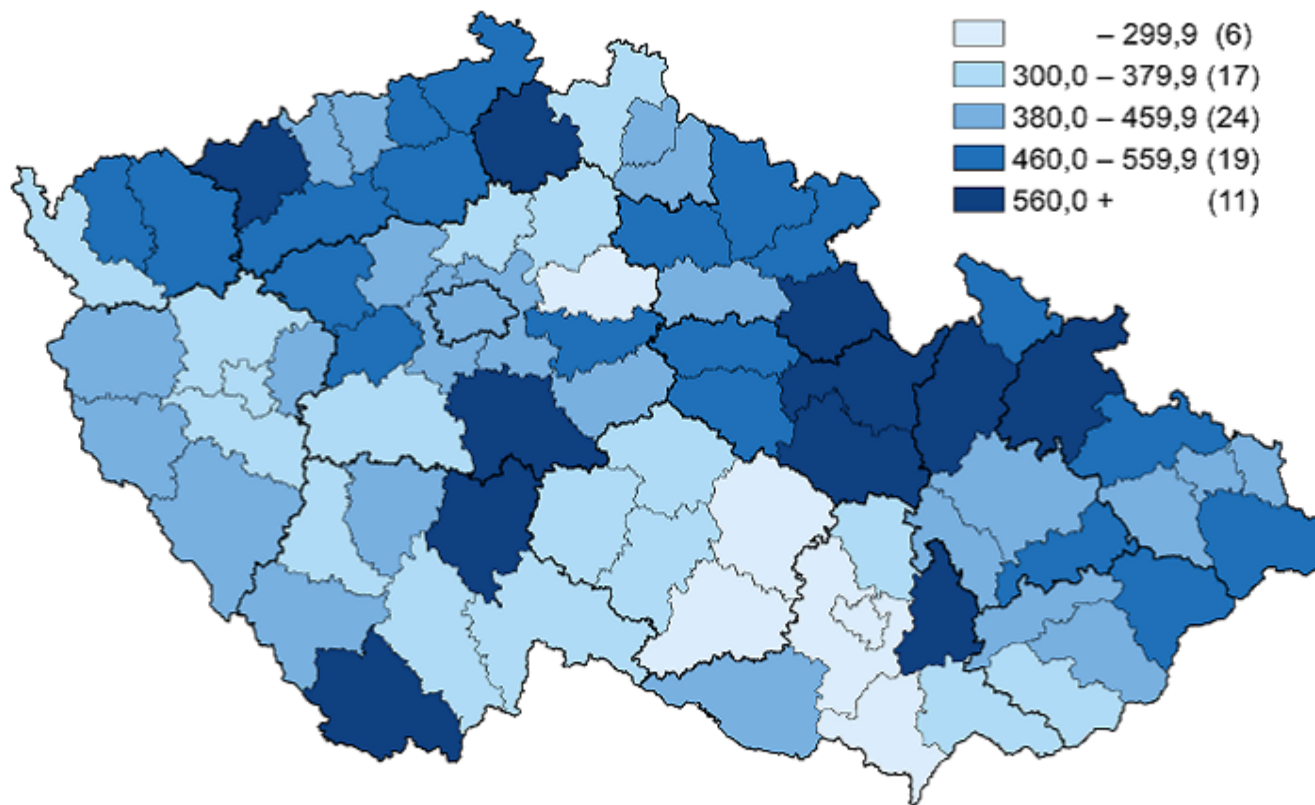 – 299,9 (6)
300,0 – 379,9 (17)
380,0 – 459,9 (24)
460,0 – 559,9 (19)
560,0 + (11)